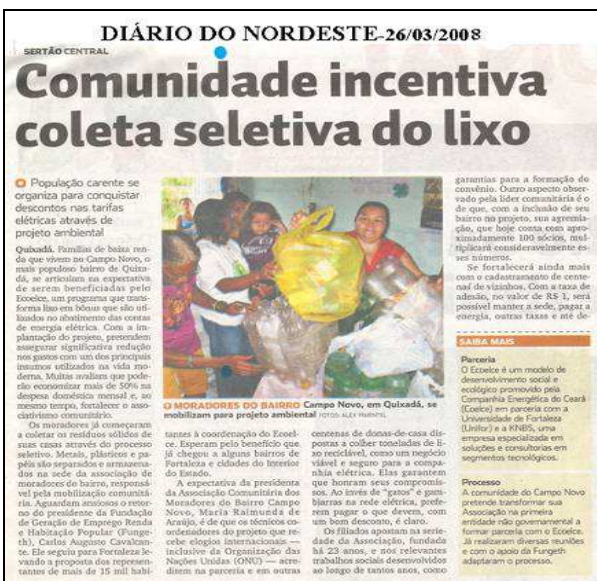 DIÁRIO DO NORDESTE-26/03/2008
SERTÃO CENTRAL
Comunidade incentiva
coleta seletiva do lixo
População carente se
organiza para conquistar
descontos nas tarifas
elétricas através de
projeto ambiental
Quixadá. Famílias de baixa ren-
da que vivem no Campo Novo, o
mais populoso bairro de Quixa-
dá, se articulam na expectativa
de serem beneficiadas pelo
Ecoelce, um programa que trans-
forma lixo em bônus que são uti-
lizados no abatimento das contas
de energia elétrica. Com a im-
plantação do projeto, pretendem
assegurar significativa redução
nos gastos com um dos principais
insumos utilizados na vida mo-
derna. Muitas avaliam que pode-
rão economizar mais de 50% na
despesa doméstica mensal e, ao
mesmo tempo, fortalecer o asso-
ciativismo comunitário.
Os moradores já começaram
a coletar os resíduos sólidos de
suas casas através do processo
seletivo. Metais, plásticos e pa-
péis são separados e armazena-
dos na sede da associação de
moradores do bairro, responsá-
vel pela mobilização comunitá-
ria. Aguardam ansiosos o retor-
no do presidente da Fundação
de Geração de Emprego Renda
e Habitação Popular (Funge-
th), Carlos Augusto Cavalcan-
te. Ele seguiu para Fortaleza le-
vando a proposta dos represen-
tantes de mais de 15 mil habi-
MORADORES DO BAIRRO Campo Novo, em Quixadá, se
mobilizam para projeto ambiental FOTOS: ALEX PIMENTEL
tantes à coordenação do Ecoel-
ce. Esperam pelo benefício que
já chegou a alguns bairros de
Fortaleza e cidades do Interior
do Estado.
A expectativa da presidenta
da Associação Comunitária dos
Moradores do Bairro Campo
Novo, Maria Raimunda de
Araújo, é de que os técnicos co-
ordenadores do projeto que re-
cebe elogios internacionais —
inclusive da Organização das
Nações Unidas (ONU) — acre-
ditem na parceria e em outras
centenas de donas-de-casa dis-
postas a colher toneladas de li-
xo reciclável, como um negócio
viável e seguro para a compa-
nhia elétrica. Elas garantem
que honram seus compromis-
sos. Ao invés de "gatos" e gam-
biarras na rede elétrica, prefe-
rem pagar o que devem, com
um bom desconto, é claro.
Os filiados apostam na serie-
dade da Associação, fundada
há 23 anos, e nos relevantes
trabalhos sociais desenvolvidos
ao longo de tantos anos, como
garantias para a formação do
convênio. Outro aspecto obser-
vado pela líder comunitária é o
de que, com a inclusão de seu
bairro no projeto, sua agremia-
ção, que hoje conta com apro-
ximadamente 100 sócios, mul-
tiplicará consideravelmente es-
ses números.
Se fortalecerá ainda mais
com o cadastramento de cente-
nas de vizinhos. Com a taxa de
adesão, no valor de R$ 1, será
possível manter a sede, pagar a
energia, outras taxas e até de-
SAIBA MAIS
Parceria
O Ecoelce é um modelo de
desenvolvimento social e
ecológico promovido pela
Companhia Energética do Ceará
(Coelce) em parceria com a
Universidade de Fortaleza
(Unifor) e a KNBS, uma
empresa especializada em
soluções e consultorias em
segmentos tecnológicos.
Processo
A comunidade do Campo Novo
pretende transformar sua
Associação na primeira
entidade não governamental a
formar parceria com o Ecoelce.
Já realizaram diversas reuniões
e com o apoio da Fungeth
adaptaram o processo.